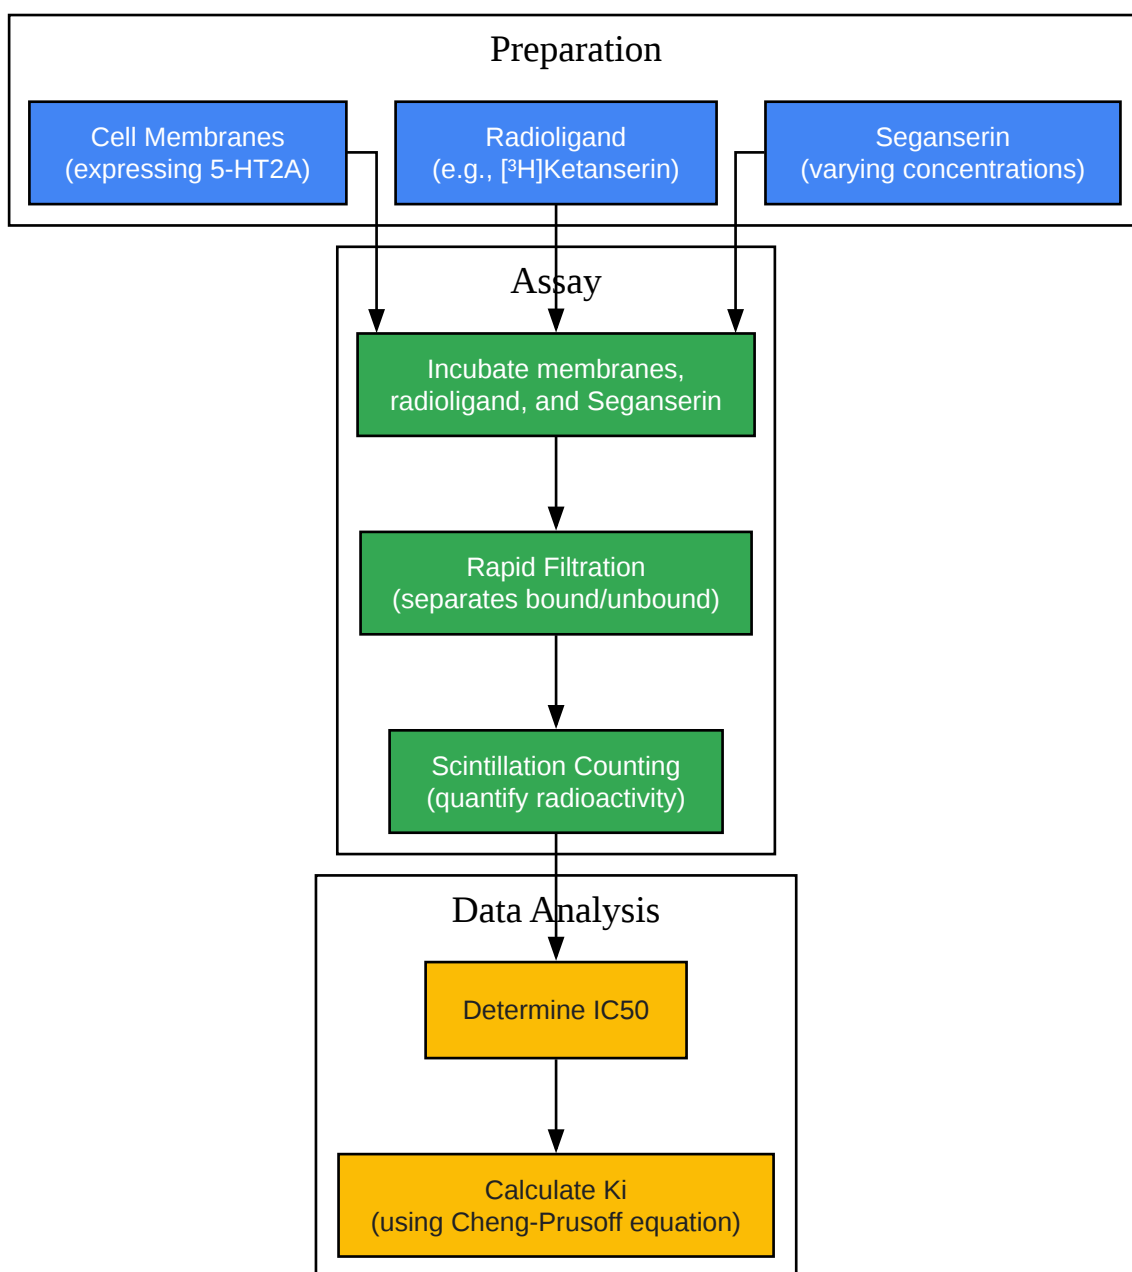 Preparation
Cell Membranes
(expressing 5-HT2A)
Radioligand
(e.g., [³H]Ketanserin)
Seganserin
(varying concentrations)
Assay
Incubate membranes,
radioligand, and Seganserin
Rapid Filtration
(separates bound/unbound)
Scintillation Counting
(quantify radioactivity)
Data Analysis
Determine IC50
Calculate Ki
(using Cheng-Prusoff equation)